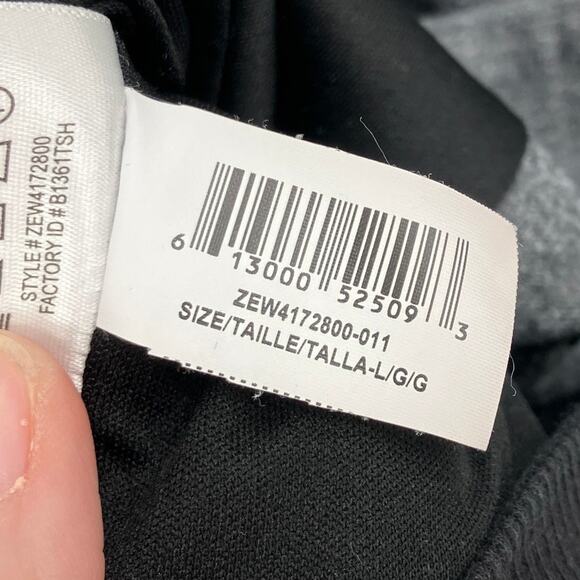 STYLE# ZEW4172800
FACTORY ID #B1361TSH
6 13000 52509 3
ZEW4172800-011
SIZE/TAILLE/TALLA-L/G/G